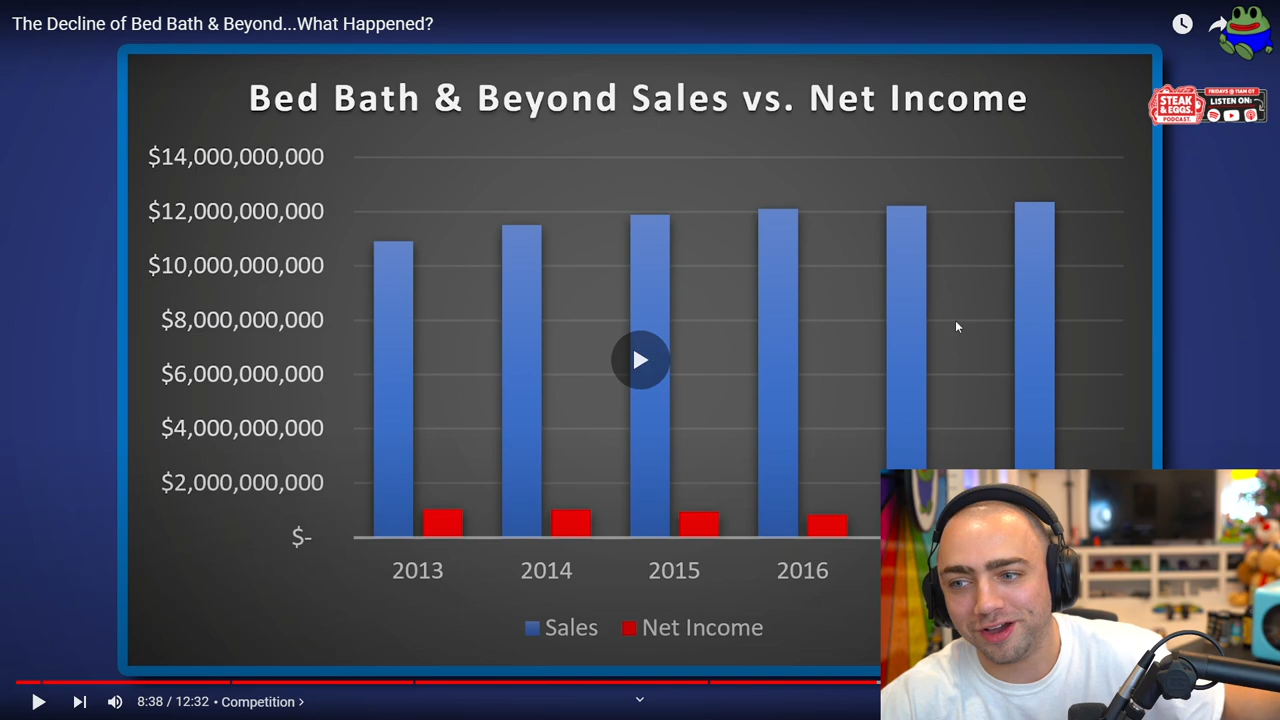 The Decline of Bed Bath & Beyond...What Happened?
Bed Bath & Beyond Sales vs. Net Income
STEAK
& EGGS
PODCAST.
FRIDAYS @ 11AM CT
LISTEN ON:
$14,000,000,000
$12,000,000,000
$10,000,000,000
$8,000,000,000
$6,000,000,000
$4,000,000,000
$2,000,000,000
$-
2013 2014 2015 2016
Sales Net Income
8:38 / 12:32 • Competition >